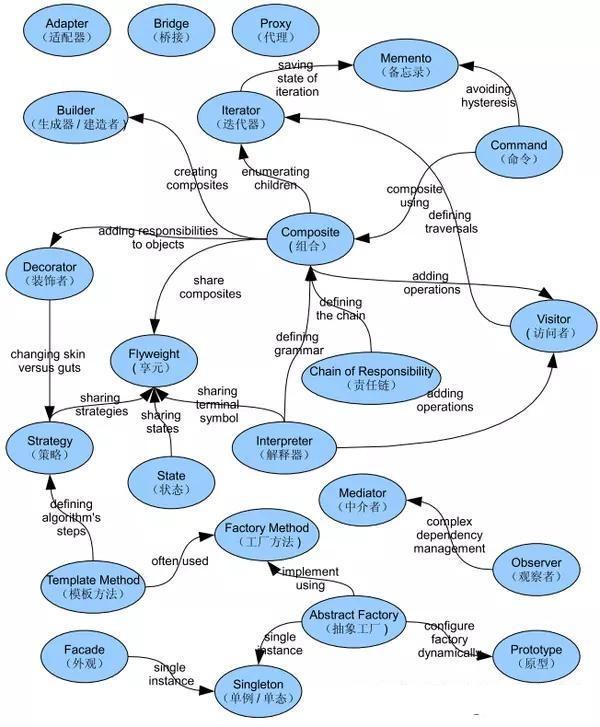 Adapter
(适配器)
Bridge
(桥接)
Proxy
(代理)
saving
state of
iteration
Memento
(备忘录)
Builder
(生成器 / 建造者)
Iterator
(迭代器)
avoiding
hysteresis
Command
(命令)
creating
composites
enumerating
children
composite
using
defining
traversals
adding responsibilities
to objects
Composite
(组合)
Decorator
(装饰者)
share
composites
adding
operations
defining
the chain
Visitor
(访问者)
changing skin
versus guts
Flyweight
(享元)
defining
grammar
Chain of Responsibility
(责任链)
sharing
strategies
sharing
states
sharing
terminal
symbol
adding
operations
Strategy
(策略)
State
(状态)
Interpreter
(解释器)
defining
algorithm's
steps
Mediator
(中介者)
Factory Method
(工厂方法)
complex
dependency
management
often used
Template Method
(模板方法)
implement
using
Observer
(观察者)
Abstract Factory
(抽象工厂)
single
instance
configure
factory
dynamically
Facade
(外观)
Prototype
(原型)
single
instance
Singleton
(单例 / 单态)